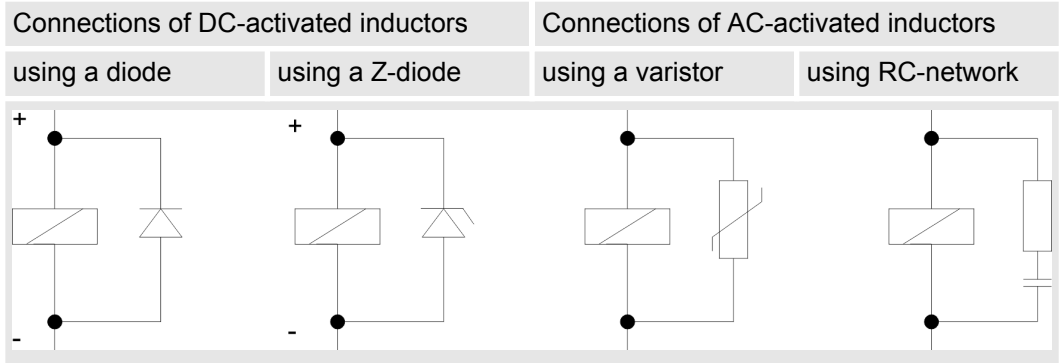 Connections of DC-activated inductors
Connections of AC-activated inductors
using a diode
using a Z-diode
using a varistor
using RC-network
+
+
-
-